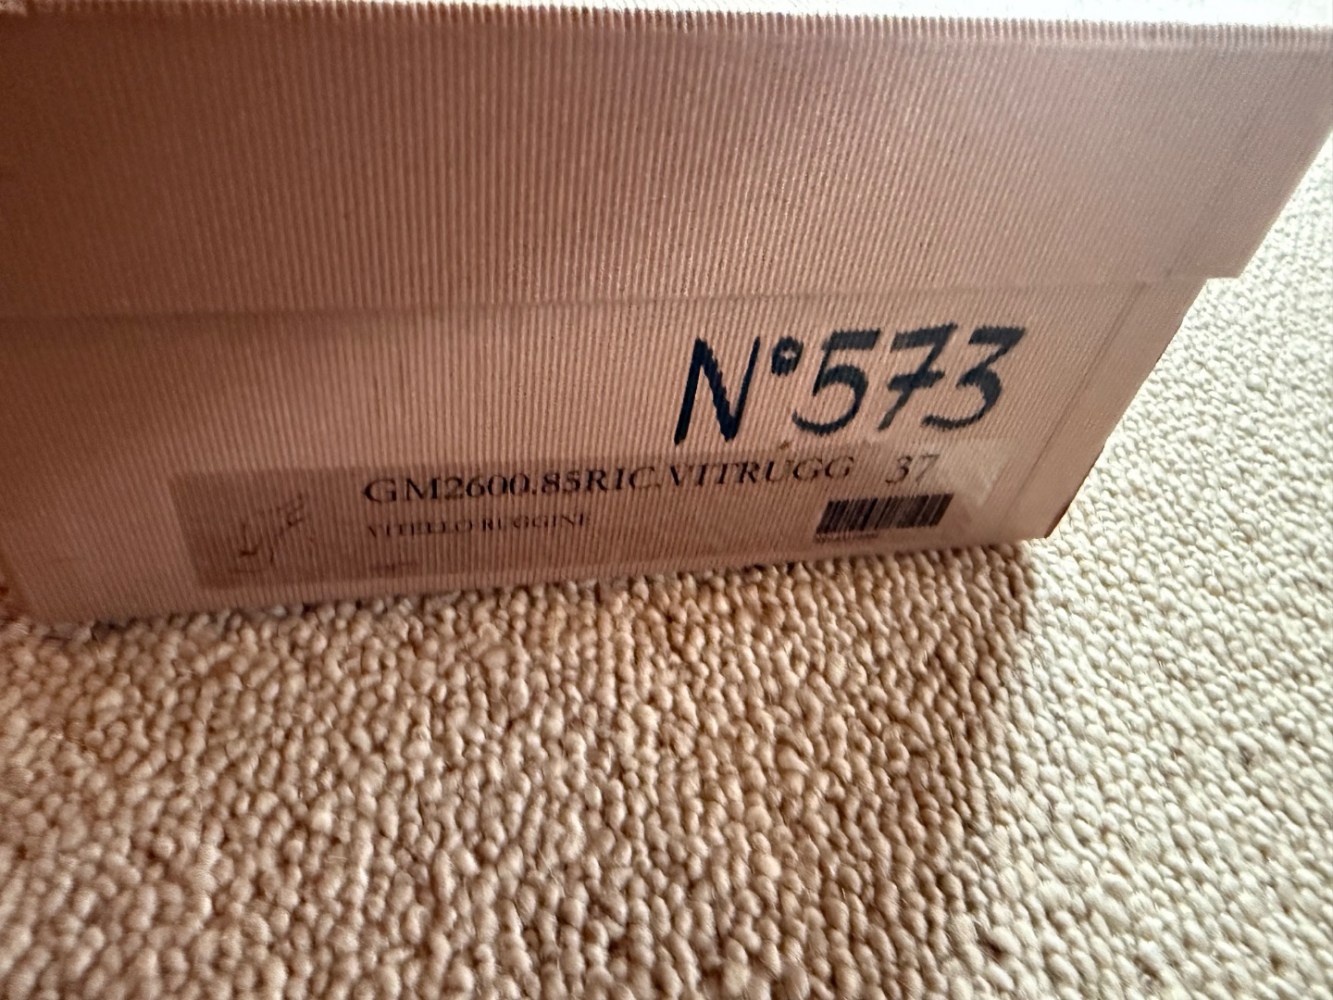 N°573
GM2600.85RIC.VITRUGG 37
VITELLO RUGGINE